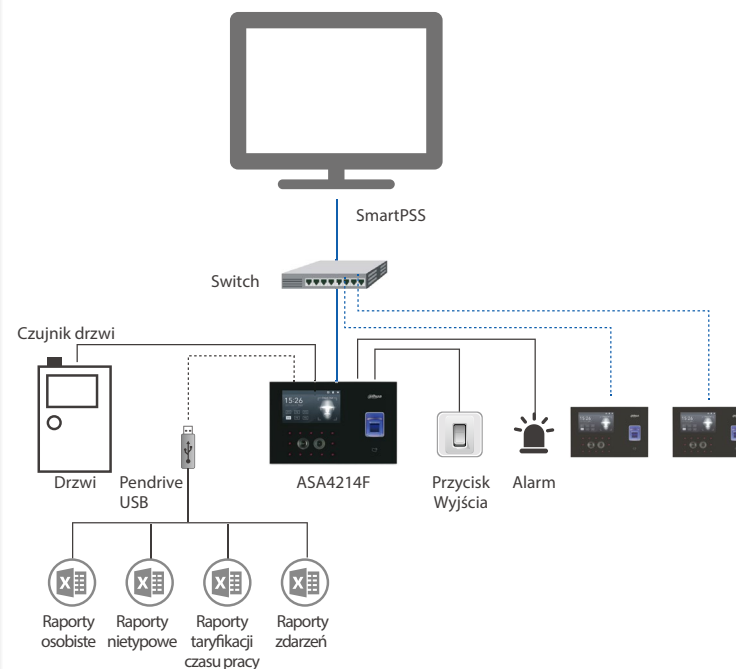 SmartPSS
Switch
Czujnik drzwi
15:26
Drzwi
Pendrive
USB
ASA4214F
Przycisk
Wyjścia
Alarm
Raporty
osobiste
Raporty
nietypowe
Raporty
taryfikacji
czasu pracy
Raporty
zdarzeń